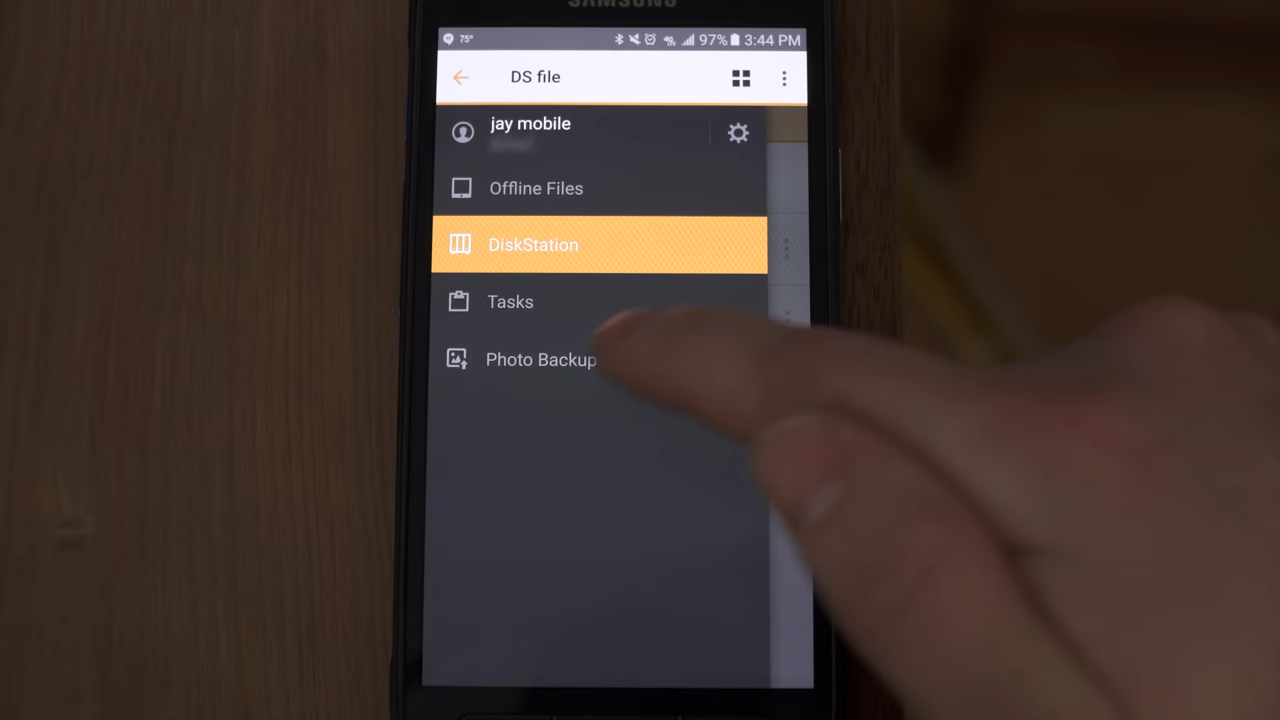 SAMSUNG
75° 97% 3:44 PM
DS file
jay mobile
Offline Files
DiskStation
Tasks
Photo Backup